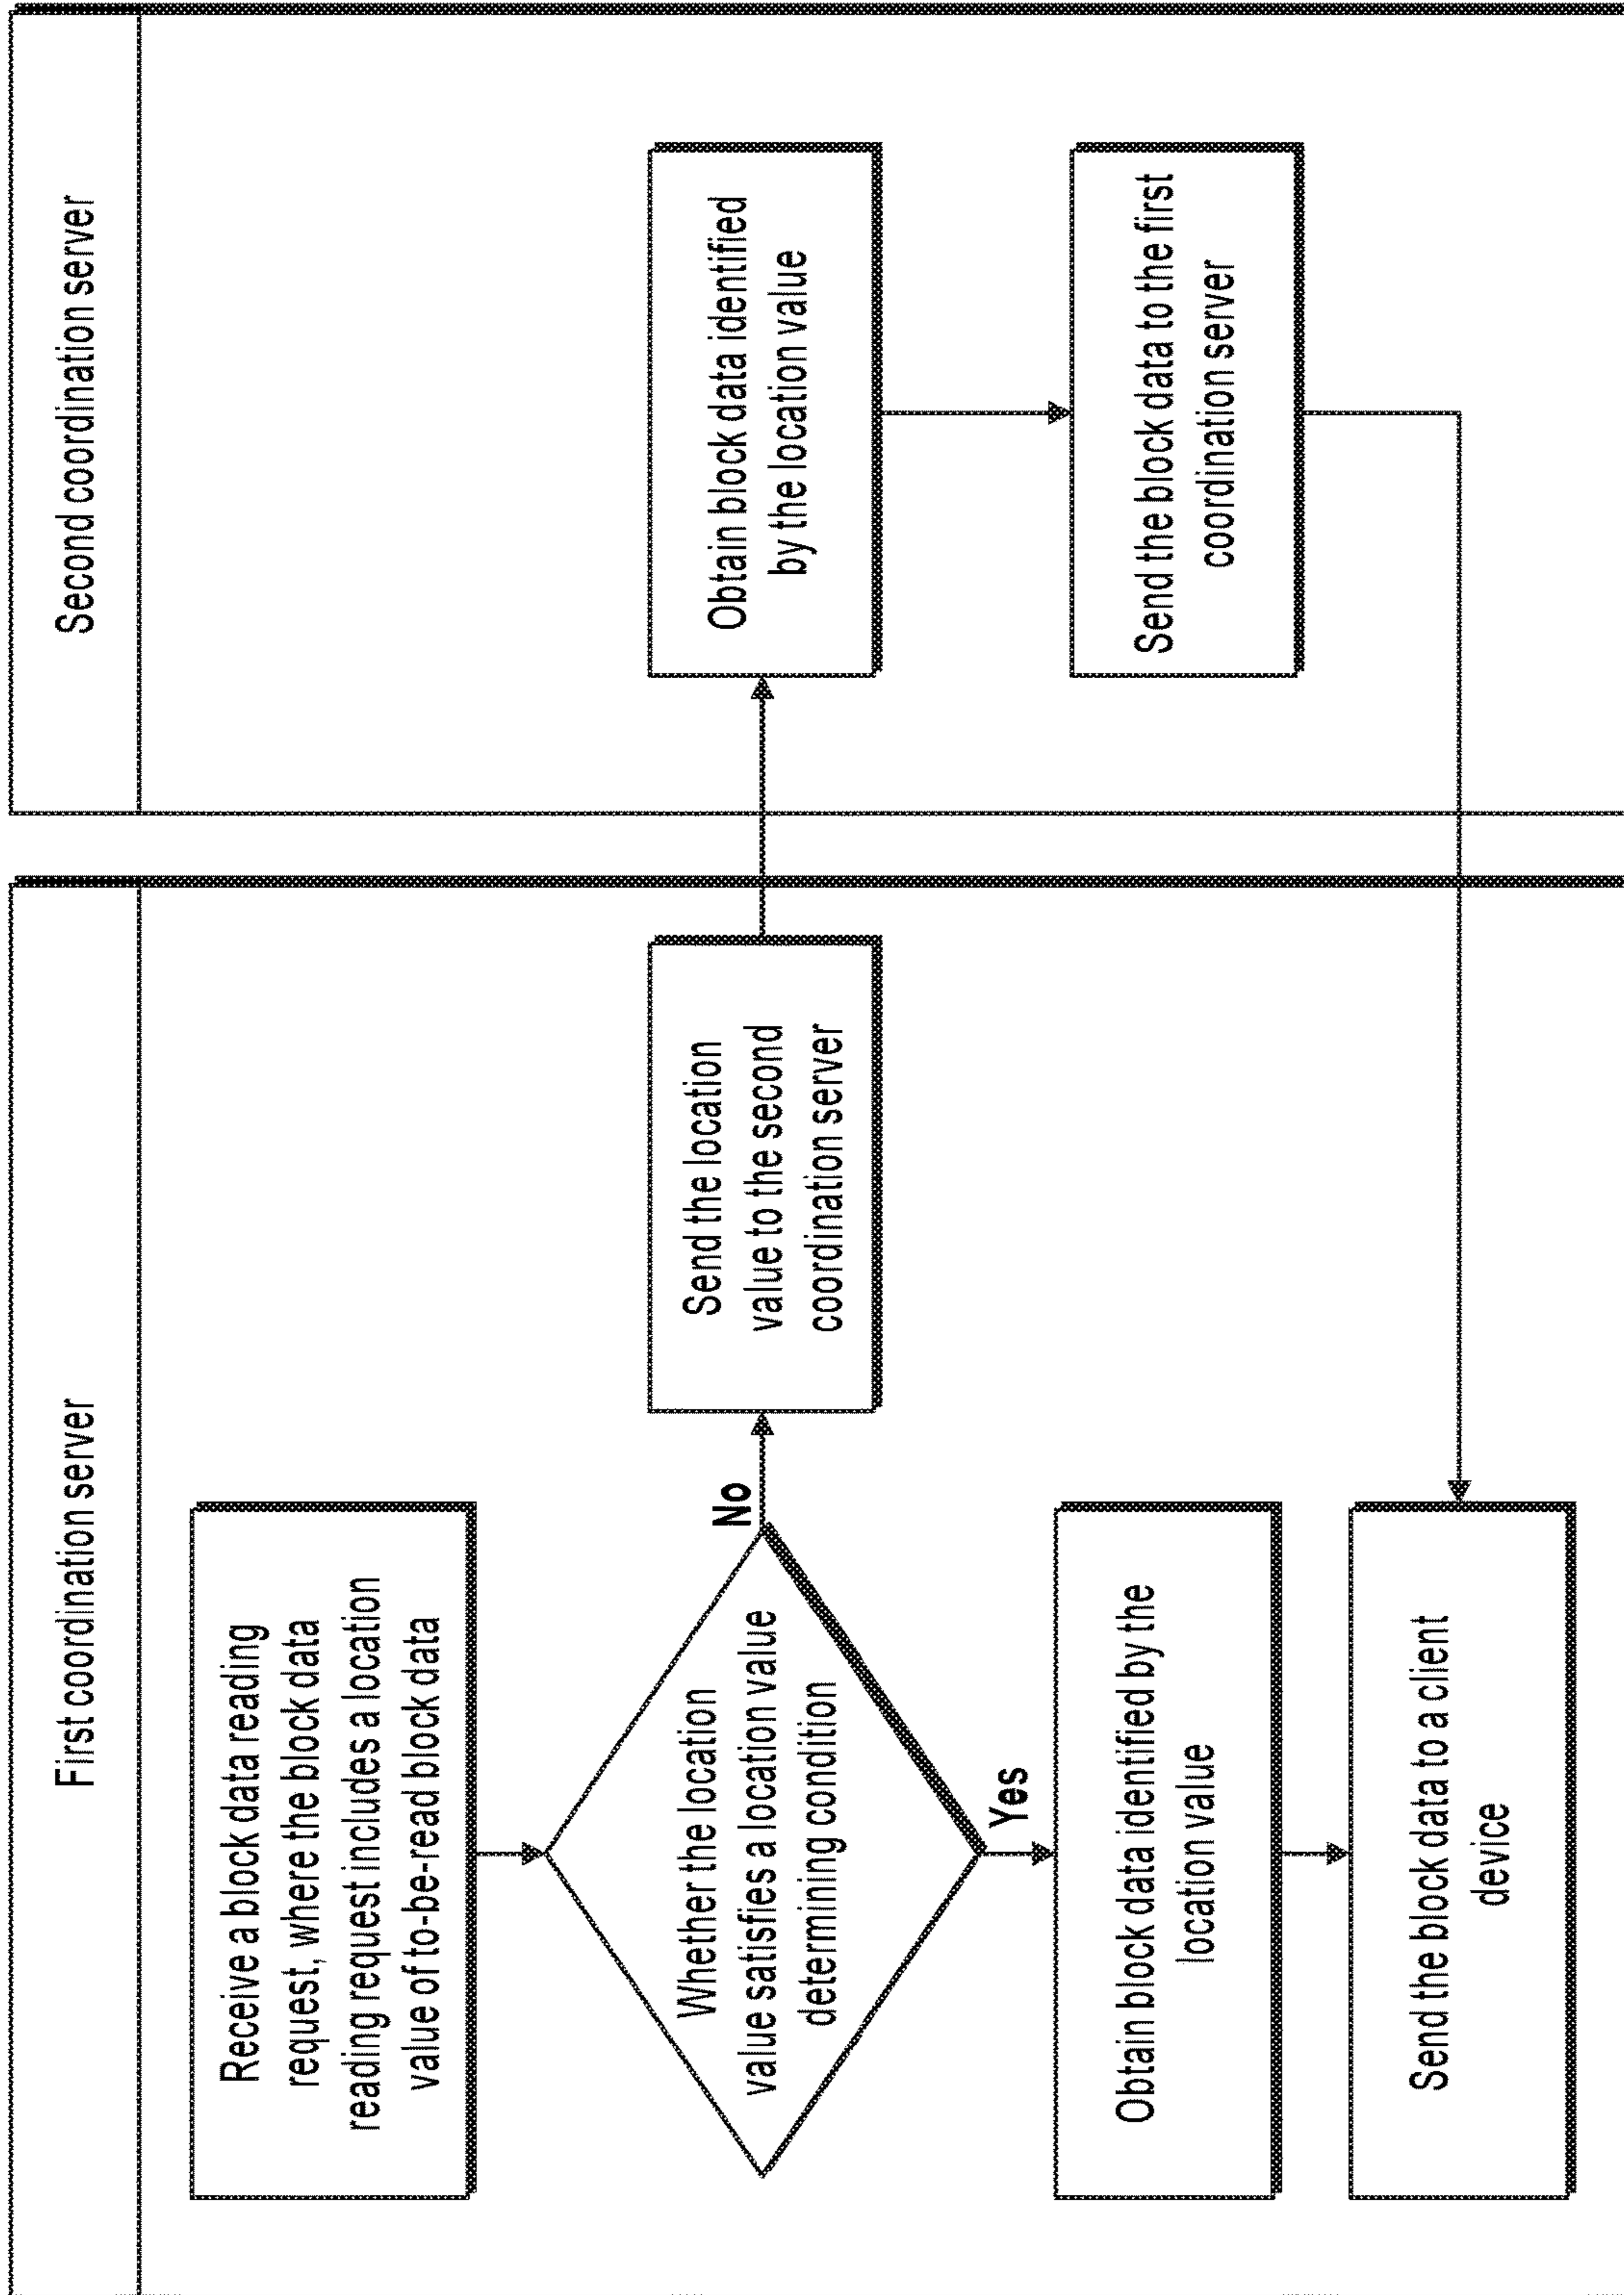 First coordination server
Second coordination server
Receive a block data reading
request, where the block data
reading request includes a location
value of to-be-read block data
Whether the location
value satisfies a location value
determining condition
No
Yes
Send the location
value to the second
coordination server
Obtain block data identified
by the location value
Send the block data to the first
coordination server
Obtain block data identified by the
location value
Send the block data to a client
device